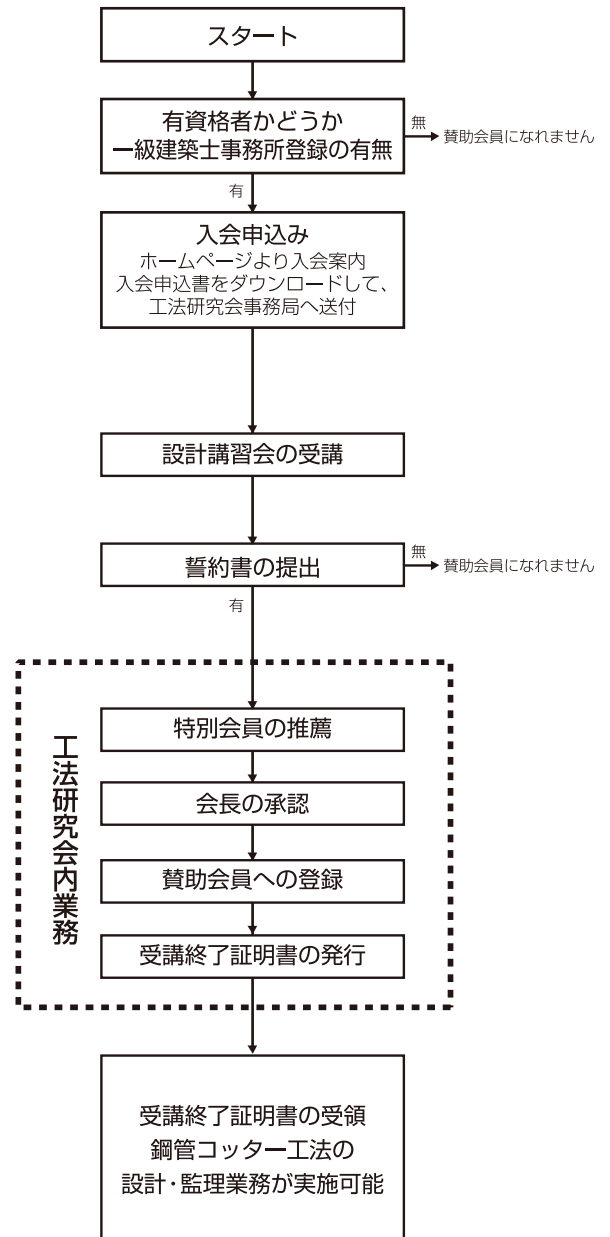 スタート
有資格者かどうか
一級建築士事務所登録の有無
無
賛助会員になれません
有
入会申込み
ホームページより入会案内
入会申込書をダウンロードして、
工法研究会事務局へ送付
設計講習会の受講
誓約書の提出
無
賛助会員になれません
有
工法研究会内業務
特別会員の推薦
会長の承認
賛助会員への登録
受講終了証明書の発行
受講終了証明書の受領
鋼管コッター工法の
設計・監理業務が実施可能